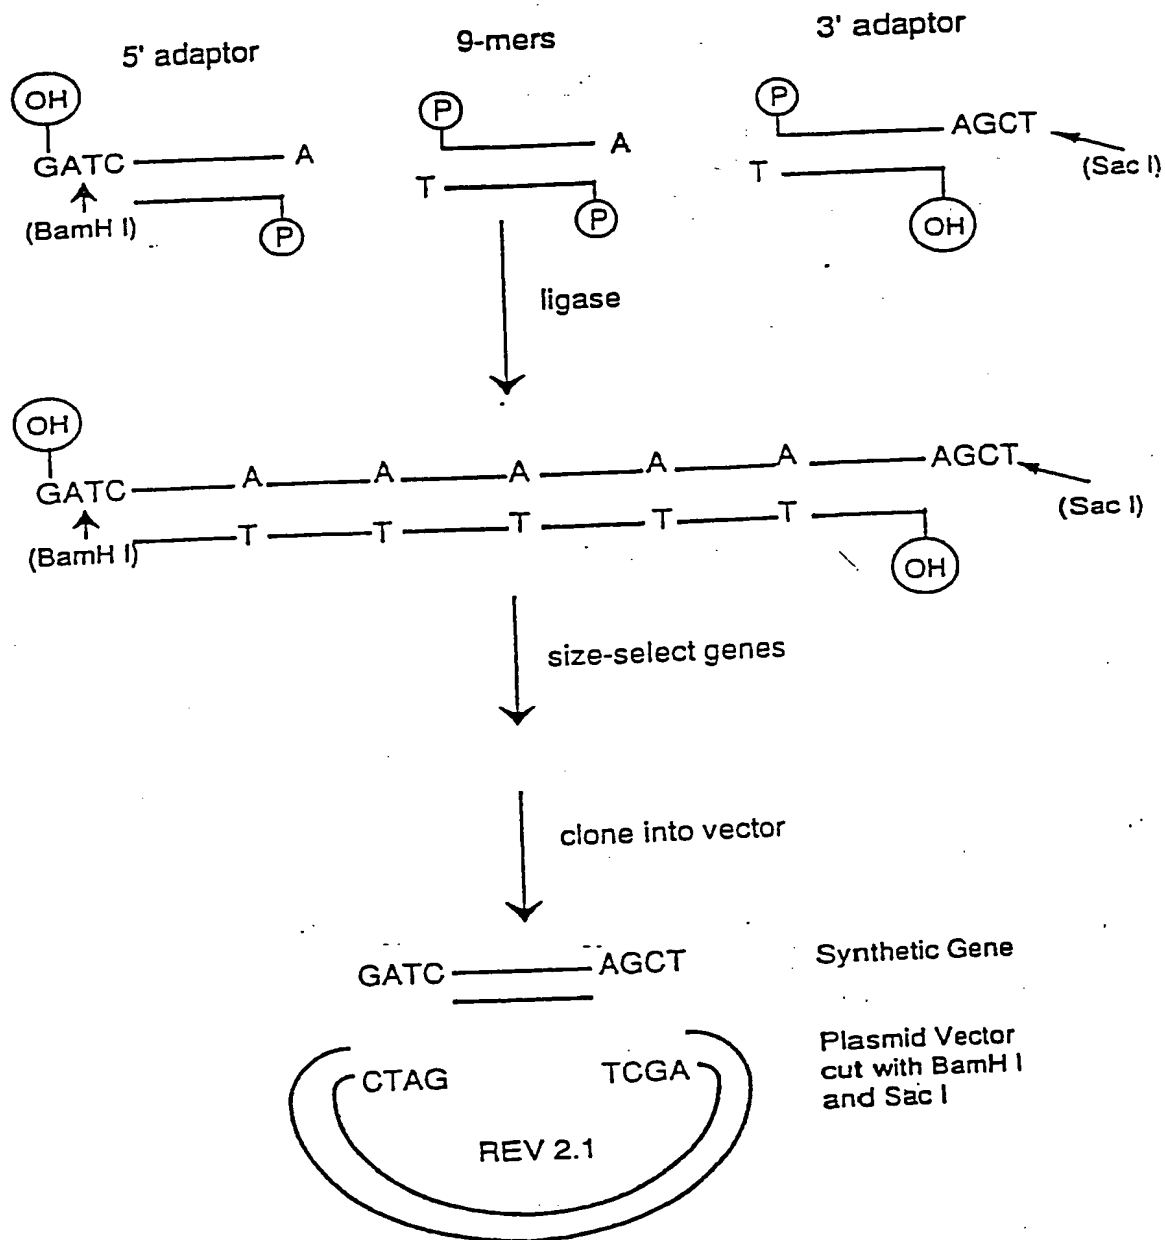 5' adaptor
9-mers
3' adaptor
OH
P
P
GATC
A
A
AGCT
(BamH I)
P
T
P
T
OH
(Sac I)
ligase
OH
GATC
A
A
A
A
A
AGCT
(BamH I)
T
T
T
T
T
OH
(Sac I)
size-select genes
clone into vector
GATC
AGCT
Synthetic Gene
CTAG
TCGA
Plasmid Vector
cut with BamH I
and Sac I
REV 2.1